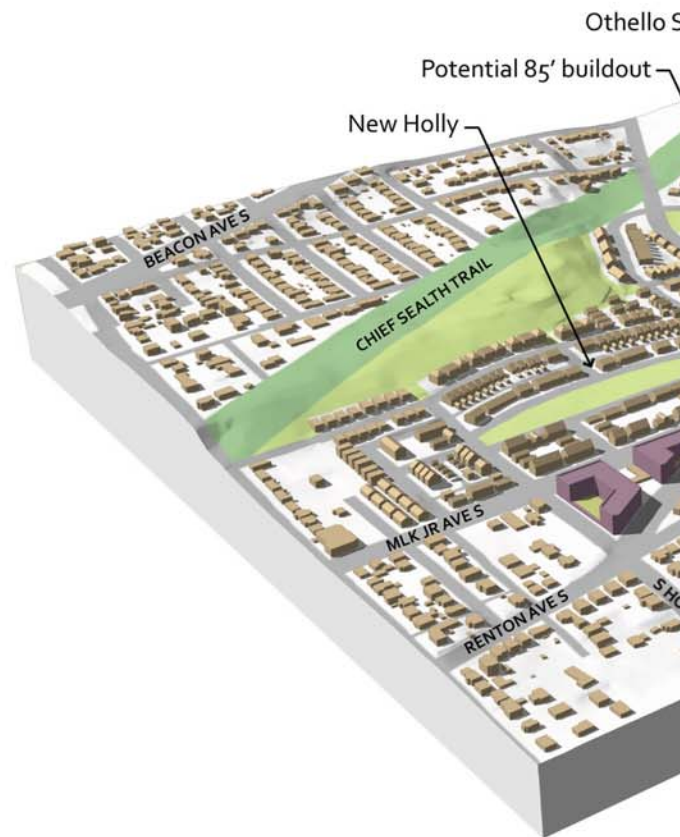 Othello S
Potential 85' buildout
New Holly
BEACON AVE S
CHIEF SEALTH TRAIL
MLK JR AVE S
RENTON AVE S
S HO